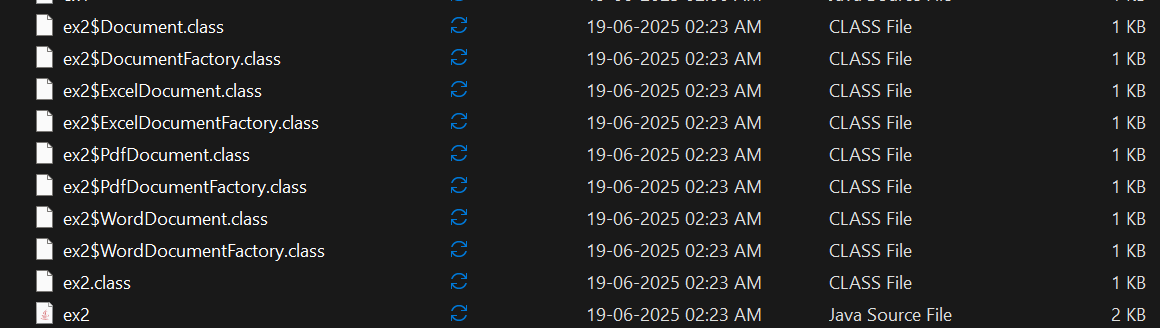 ex2$Document.class 19-06-2025 02:23 AM CLASS File 1 KB
ex2$DocumentFactory.class 19-06-2025 02:23 AM CLASS File 1 KB
ex2$ExcelDocument.class 19-06-2025 02:23 AM CLASS File 1 KB
ex2$ExcelDocumentFactory.class 19-06-2025 02:23 AM CLASS File 1 KB
ex2$PdfDocument.class 19-06-2025 02:23 AM CLASS File 1 KB
ex2$PdfDocumentFactory.class 19-06-2025 02:23 AM CLASS File 1 KB
ex2$WordDocument.class 19-06-2025 02:23 AM CLASS File 1 KB
ex2$WordDocumentFactory.class 19-06-2025 02:23 AM CLASS File 1 KB
ex2.class 19-06-2025 02:23 AM CLASS File 1 KB
ex2 19-06-2025 02:23 AM Java Source File 2 KB